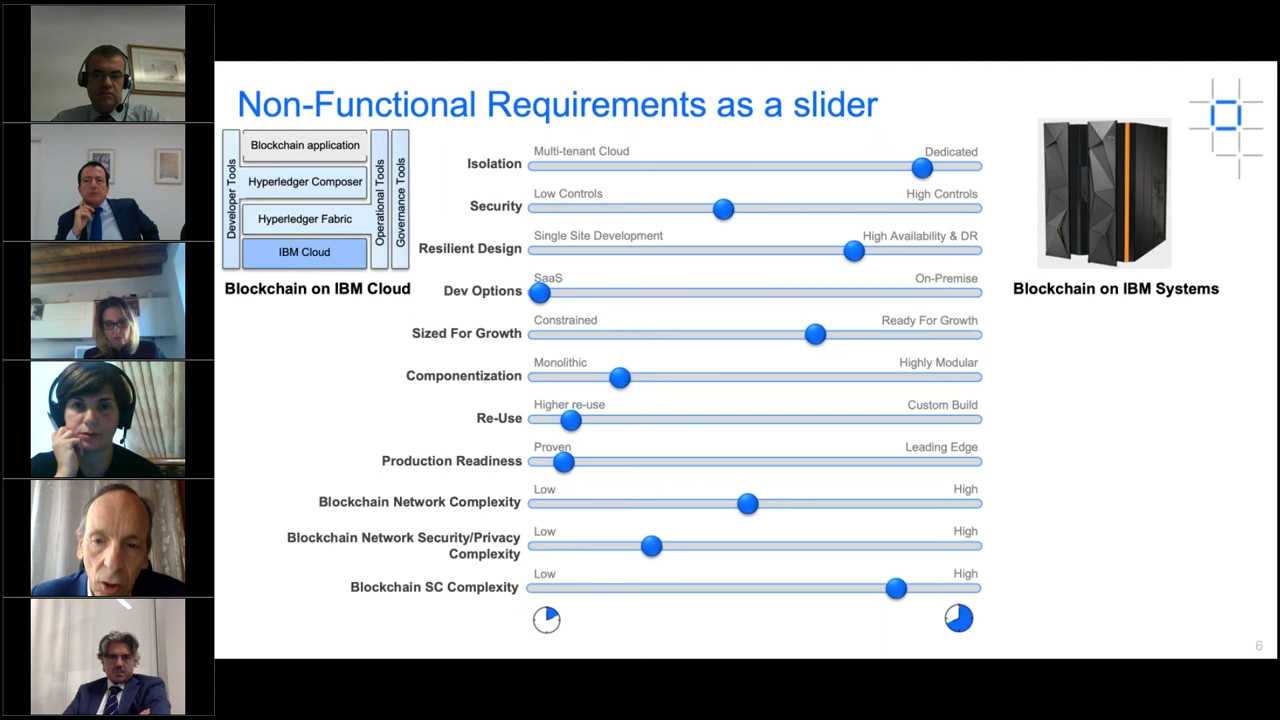 Non-Functional Requirements as a slider
Developer Tools
Blockchain application
Hyperledger Composer
Hyperledger Fabric
IBM Cloud
Operational Tools
Governance Tools
Blockchain on IBM Cloud
Isolation
Multi-tenant Cloud
Dedicated
Security
Low Controls
High Controls
Resilient Design
Single Site Development
High Availability & DR
Dev Options
SaaS
On-Premise
Sized For Growth
Constrained
Ready For Growth
Componentization
Monolithic
Highly Modular
Re-Use
Higher re-use
Custom Build
Production Readiness
Proven
Leading Edge
Blockchain Network Complexity
Low
High
Blockchain Network Security/Privacy
Complexity
Low
High
Blockchain SC Complexity
Low
High
Blockchain on IBM Systems
6